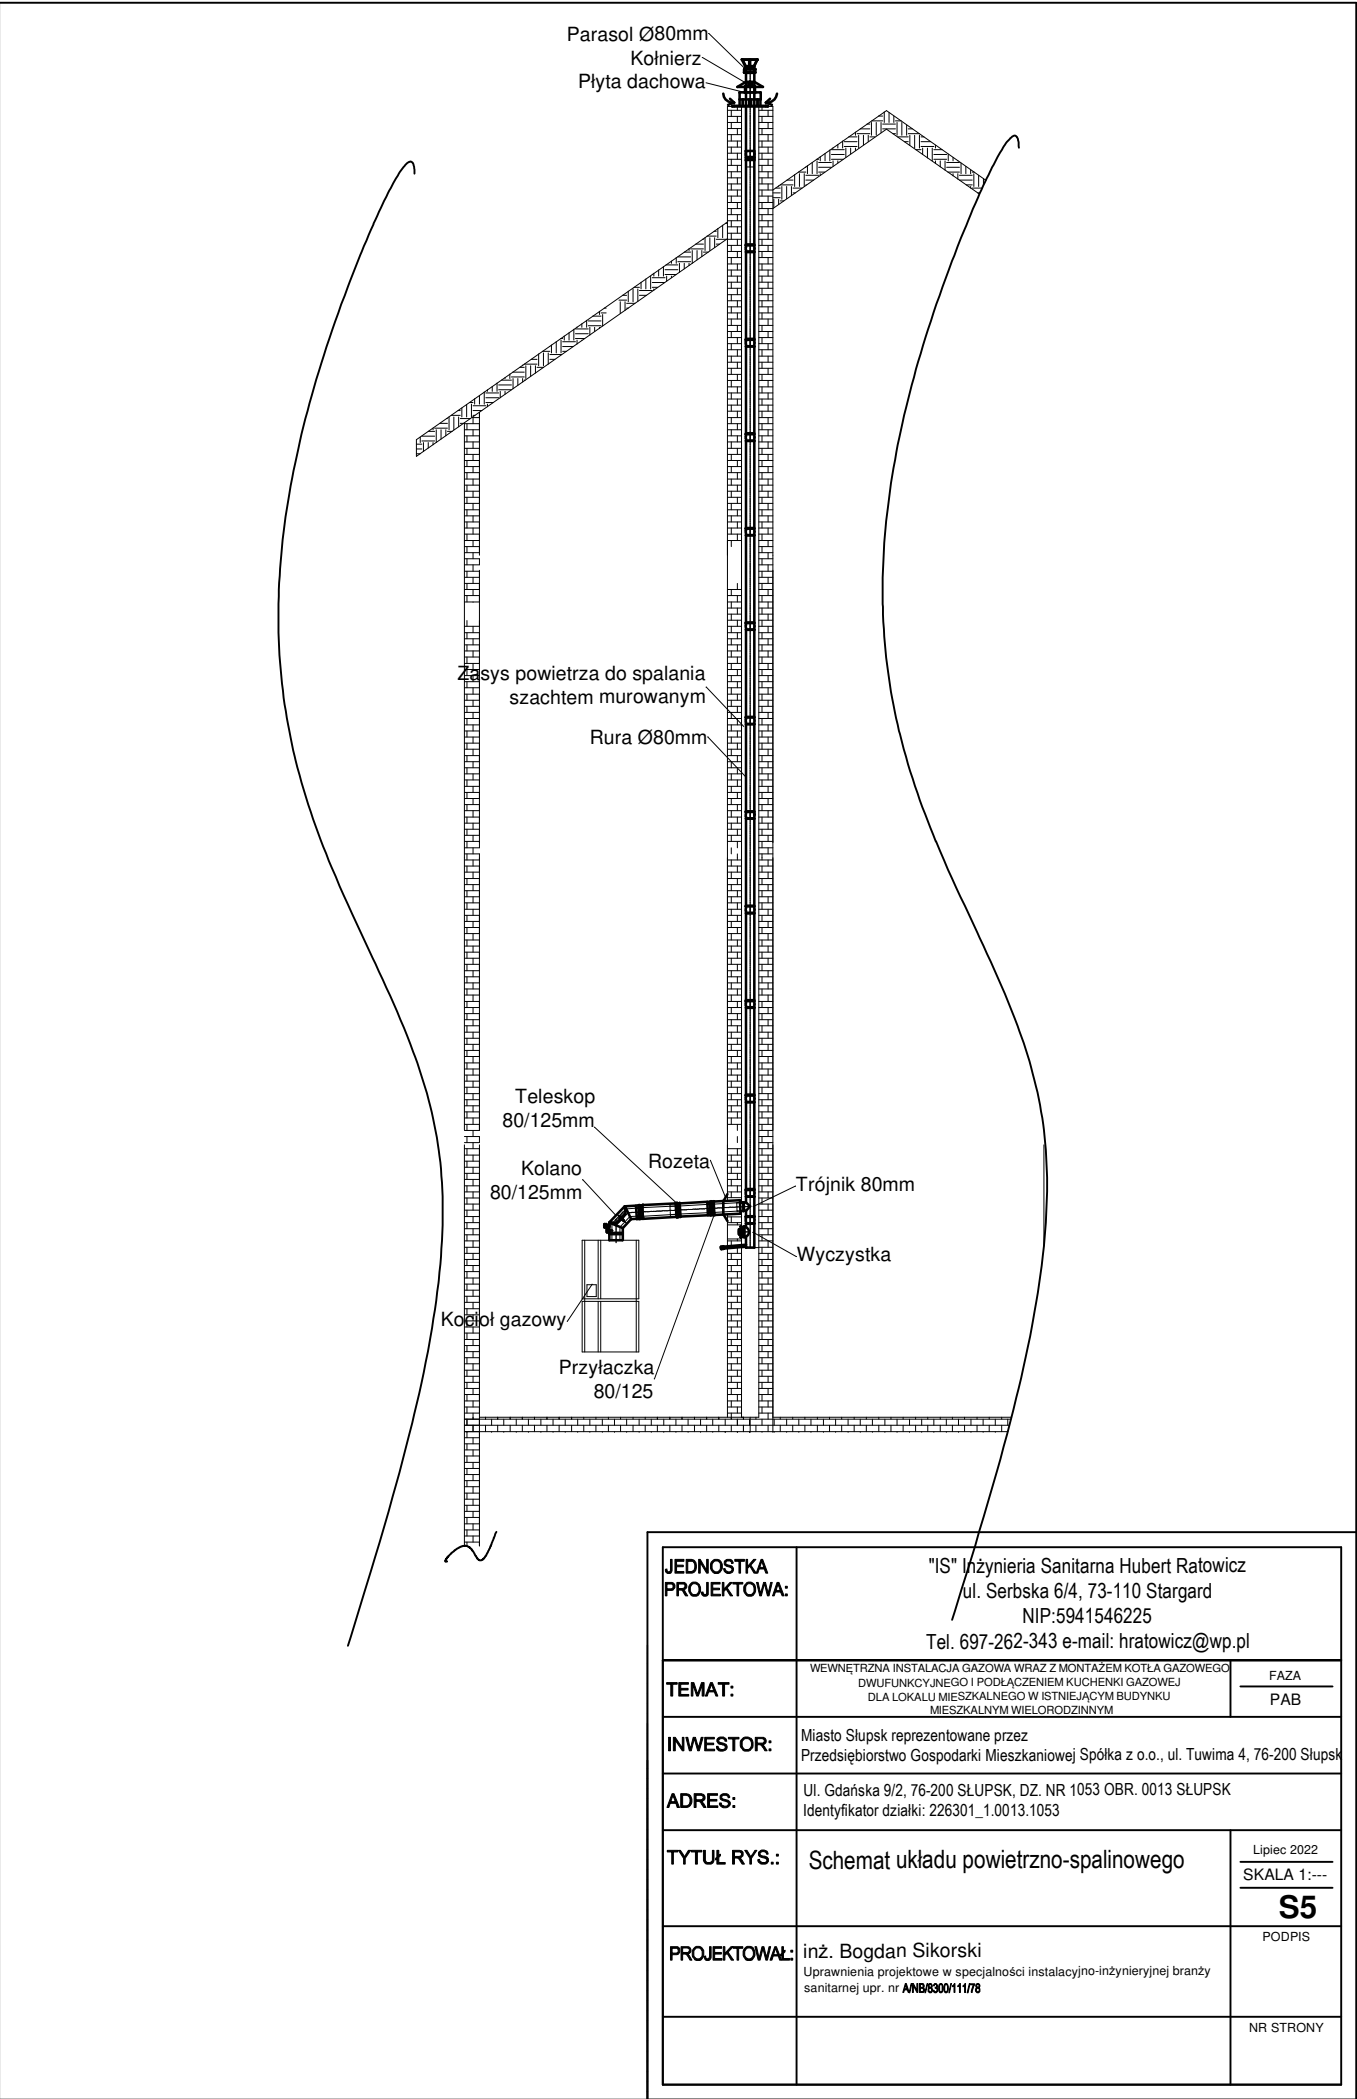 Parasol Ø80mm
Kołnierz
Płyta dachowa
Zasys powietrza do spalania
szachtem murowanym
Rura Ø80mm
Teleskop
80/125mm
Kolano
80/125mm
Rozeta
Trójnik 80mm
Wyczystka
Kocioł gazowy
Przyłaczka
80/125
JEDNOSTKA
PROJEKTOWA:
"IS" Inżynieria Sanitarna Hubert Ratowicz
ul. Serbska 6/4, 73-110 Stargard
NIP:5941546225
Tel. 697-262-343 e-mail: hratowicz@wp.pl
TEMAT:
WEWNĘTRZNA INSTALACJA GAZOWA WRAZ Z MONTAŻEM KOTŁA GAZOWEGO
DWUFUNKCYJNEGO I PODŁĄCZENIEM KUCHENKI GAZOWEJ
DLA LOKALU MIESZKALNEGO W ISTNIEJĄCYM BUDYNKU
MIESZKALNYM WIELORODZINNYM
FAZA
PAB
INWESTOR:
Miasto Słupsk reprezentowane przez
Przedsiębiorstwo Gospodarki Mieszkaniowej Spółka z o.o., ul. Tuwima 4, 76-200 Słupsk
ADRES:
Ul. Gdańska 9/2, 76-200 SŁUPSK, DZ. NR 1053 OBR. 0013 SŁUPSK
Identyfikator działki: 226301_1.0013.1053
TYTUŁ RYS.:
Schemat układu powietrzno-spalinowego
Lipiec 2022
SKALA 1:---
S5
PROJEKTOWAŁ:
inż. Bogdan Sikorski
Uprawnienia projektowe w specjalności instalacyjno-inżynieryjnej branży
sanitarnej upr. nr A/NB/8300/111/78
PODPIS
NR STRONY